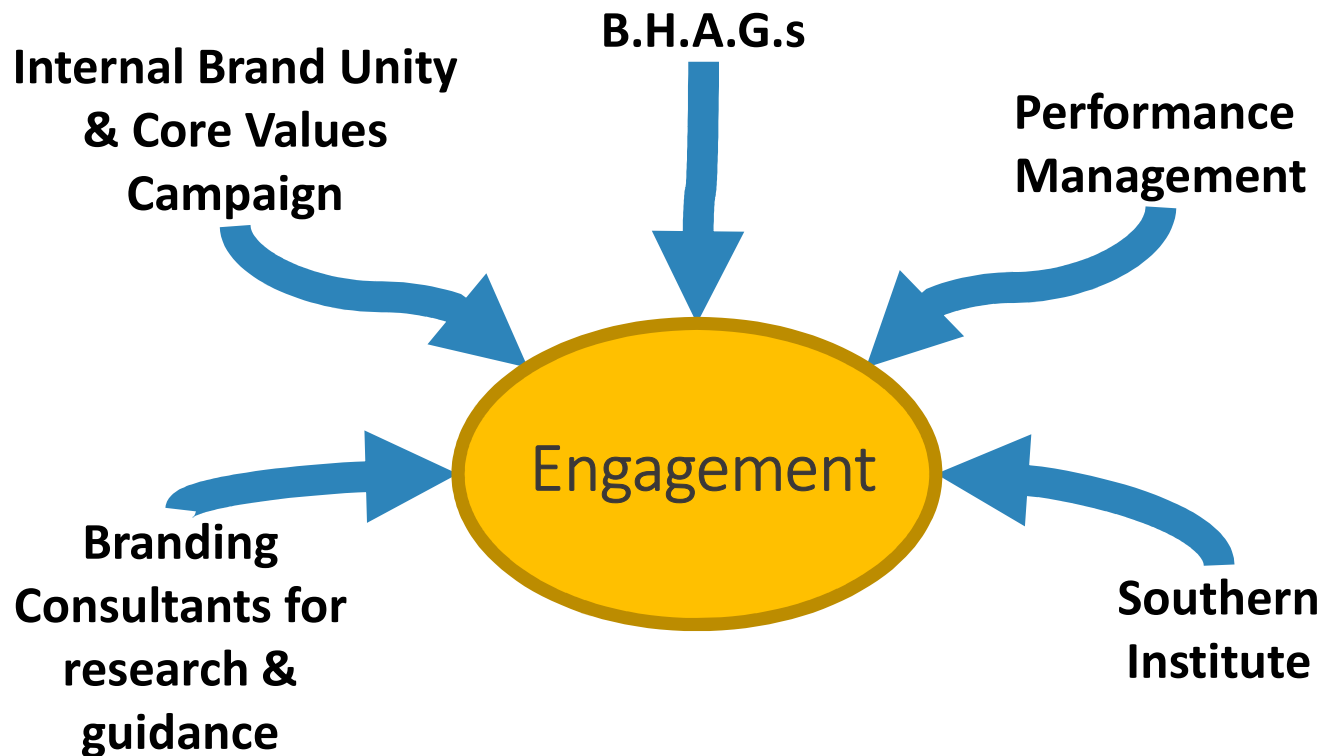 B.H.A.G.s
Internal Brand Unity
& Core Values
Campaign
Performance
Management
Engagement
Branding
Consultants for
research &
guidance
Southern
Institute